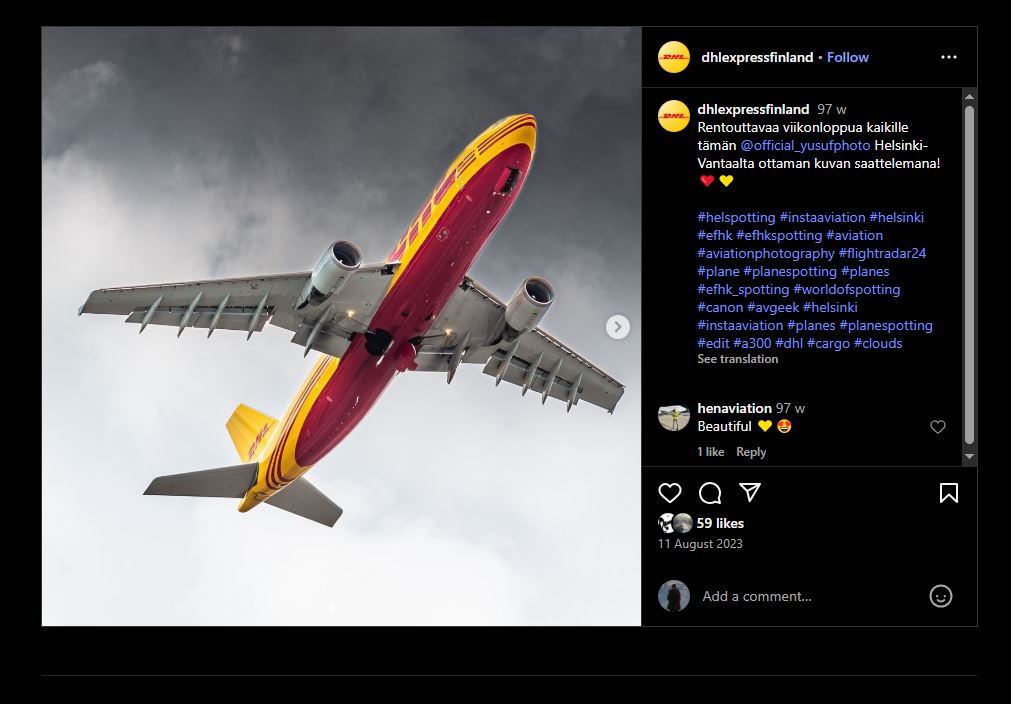 dhlexpressfinland • Follow
dhlexpressfinland 97 w
Rentouttavaa viikonloppua kaikille
tämän @official_yusufphoto Helsinki-
Vantaalta ottaman kuvan saattelemana!
❤️ 💛
#helspotting #instaaviation #helsinki
#efhk #efhkspotting #aviation
#aviationphotography #flightradar24
#plane #planespotting #planes
#efhk_spotting #worldofspotting
#canon #avgeek #helsinki
#instaaviation #planes #planespotting
#edit #a300 #dhl #cargo #clouds
See translation
henaviation 97 w
Beautiful 💛 😍
1 like Reply
59 likes
11 August 2023
Add a comment...
DHL
DHL
DHL